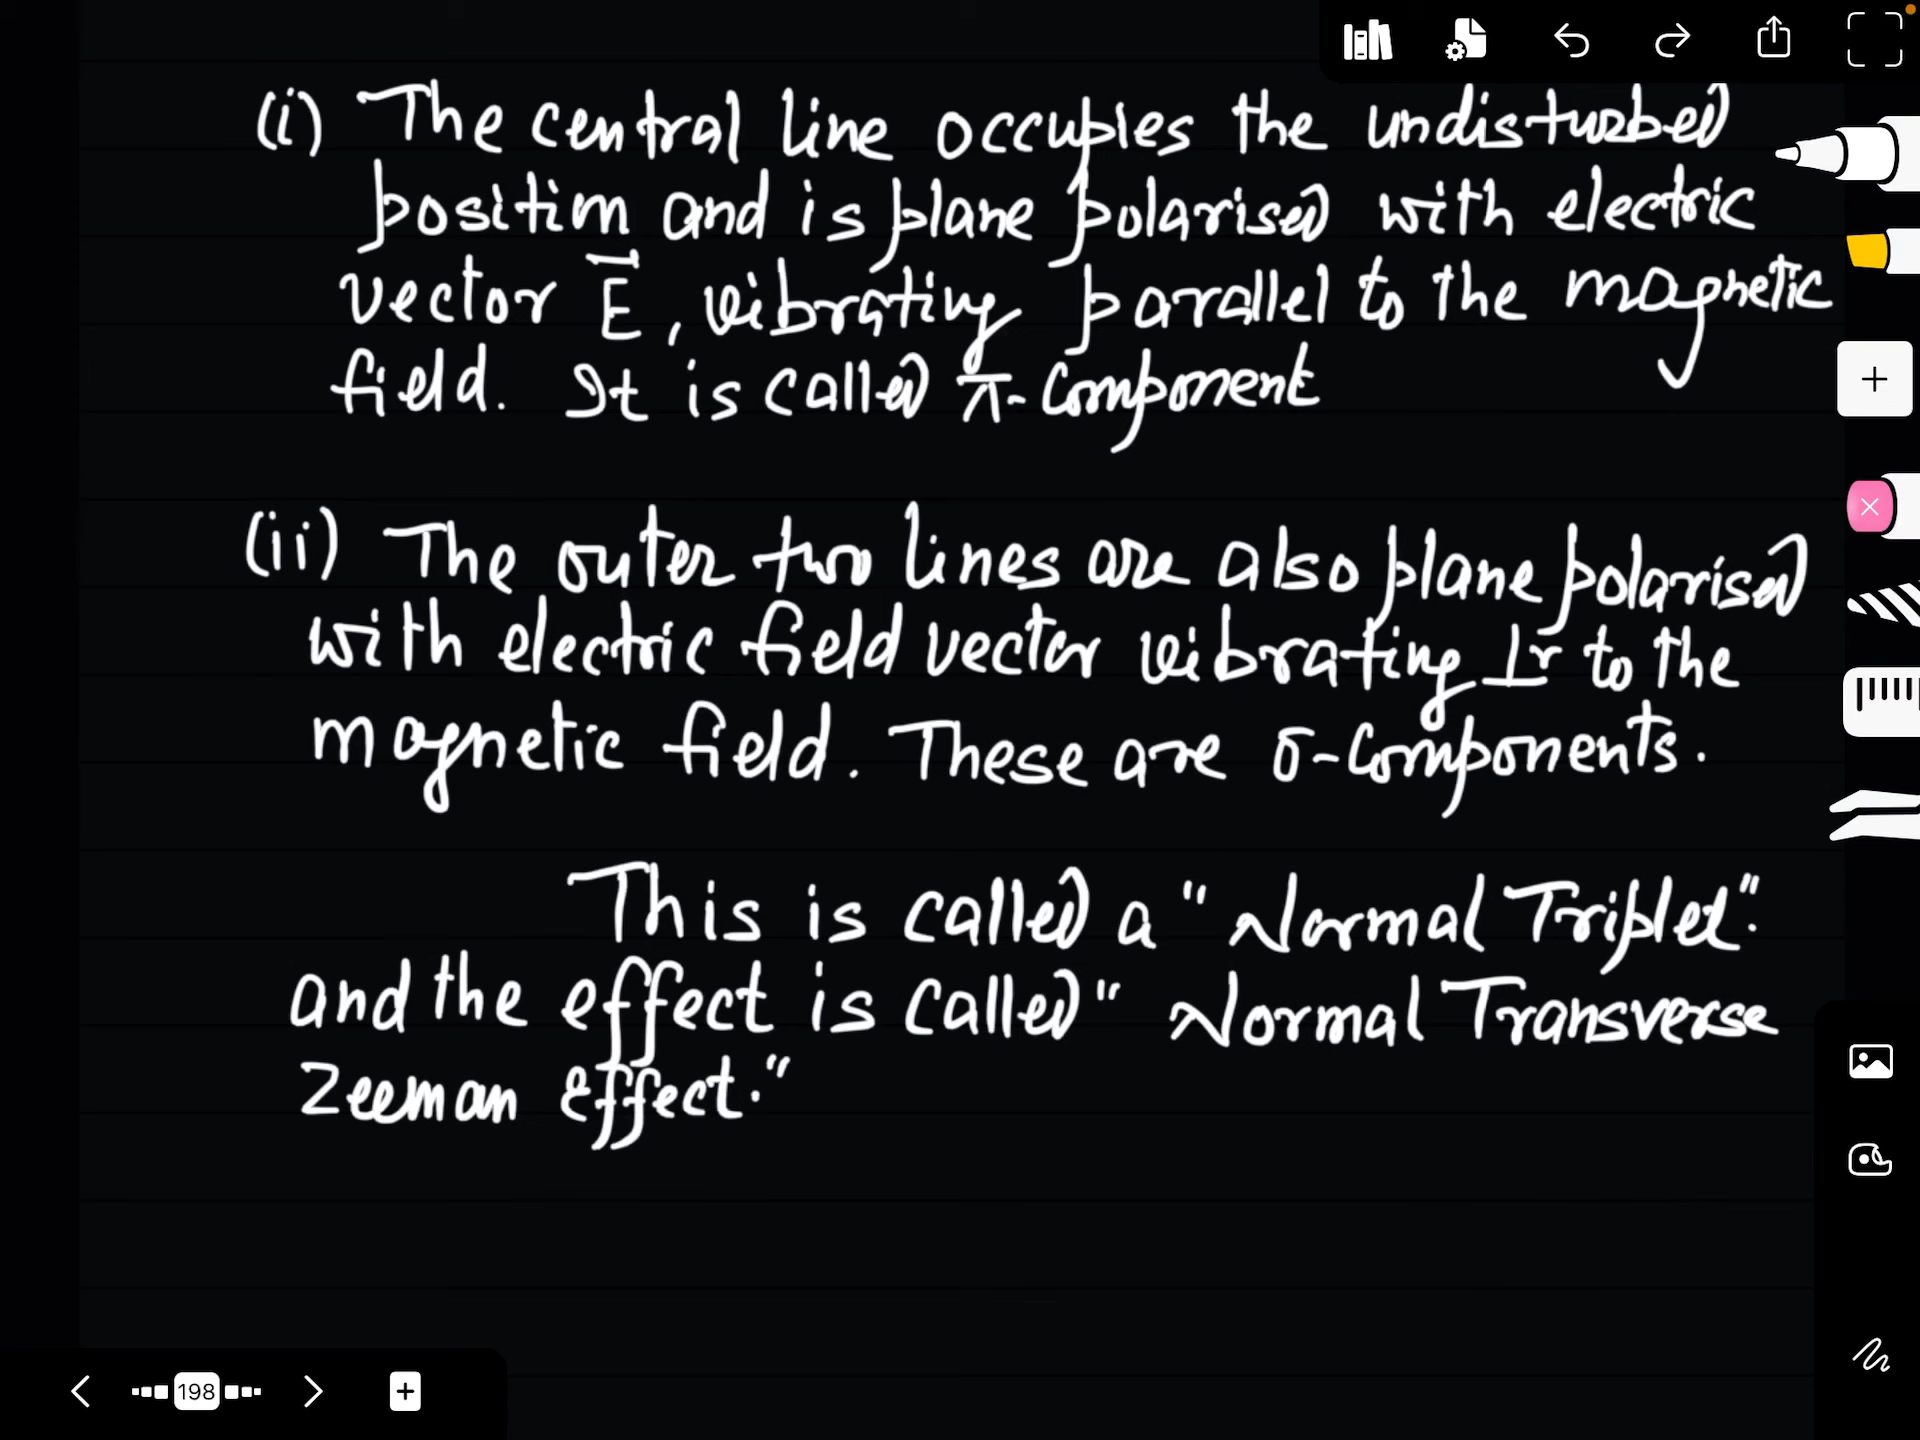 (i) The central line occupies the undisturbed
position and is plane polarised with electric
vector E⃗, vibrating parallel to the magnetic
field. It is called π-Component
(ii) The outer two lines are also plane polarised
with electric field vector vibrating ⊥r to the
magnetic field. These are σ-Components.
This is called a "Normal Triplet".
and the effect is called "Normal Transverse
Zeeman effect."
198